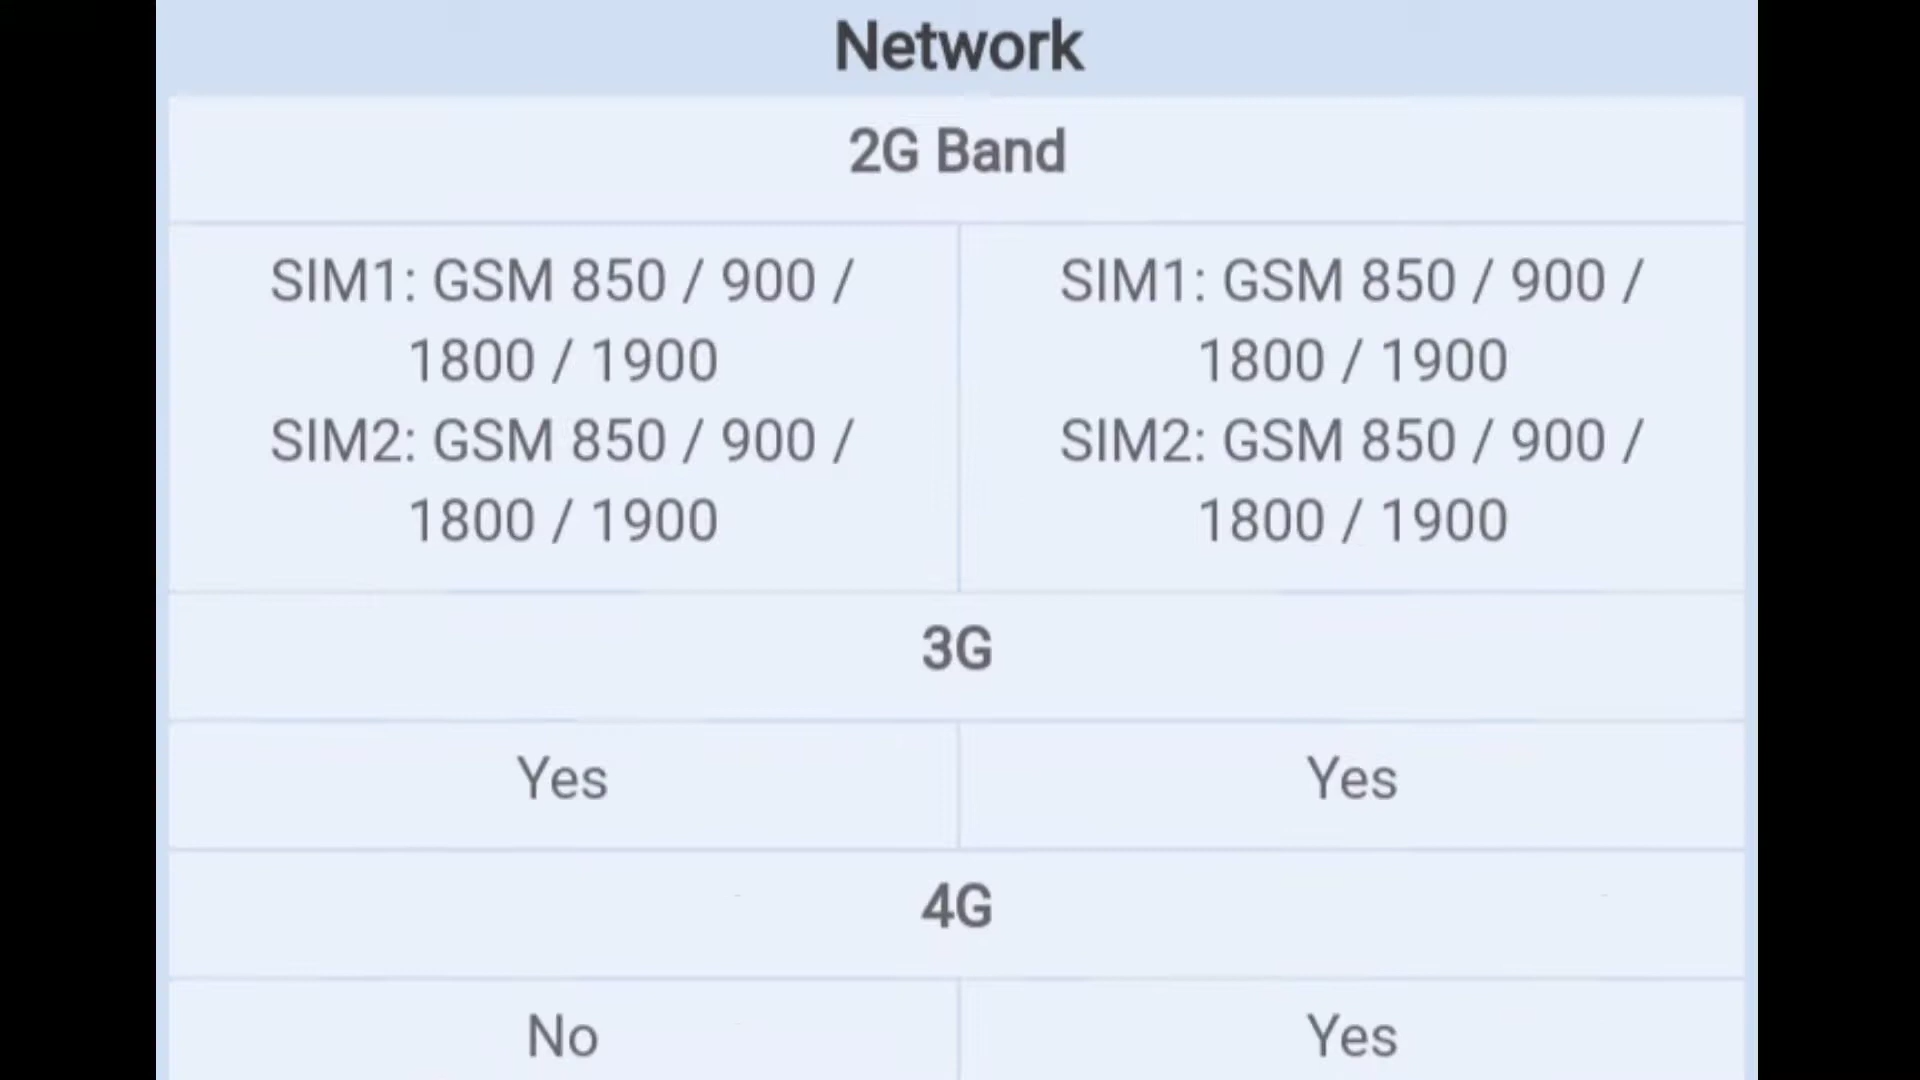 Network
2G Band
SIM1: GSM 850 / 900 /
1800 / 1900
SIM2: GSM 850 / 900 /
1800 / 1900
SIM1: GSM 850 / 900 /
1800 / 1900
SIM2: GSM 850 / 900 /
1800 / 1900
3G
Yes
Yes
4G
No
Yes